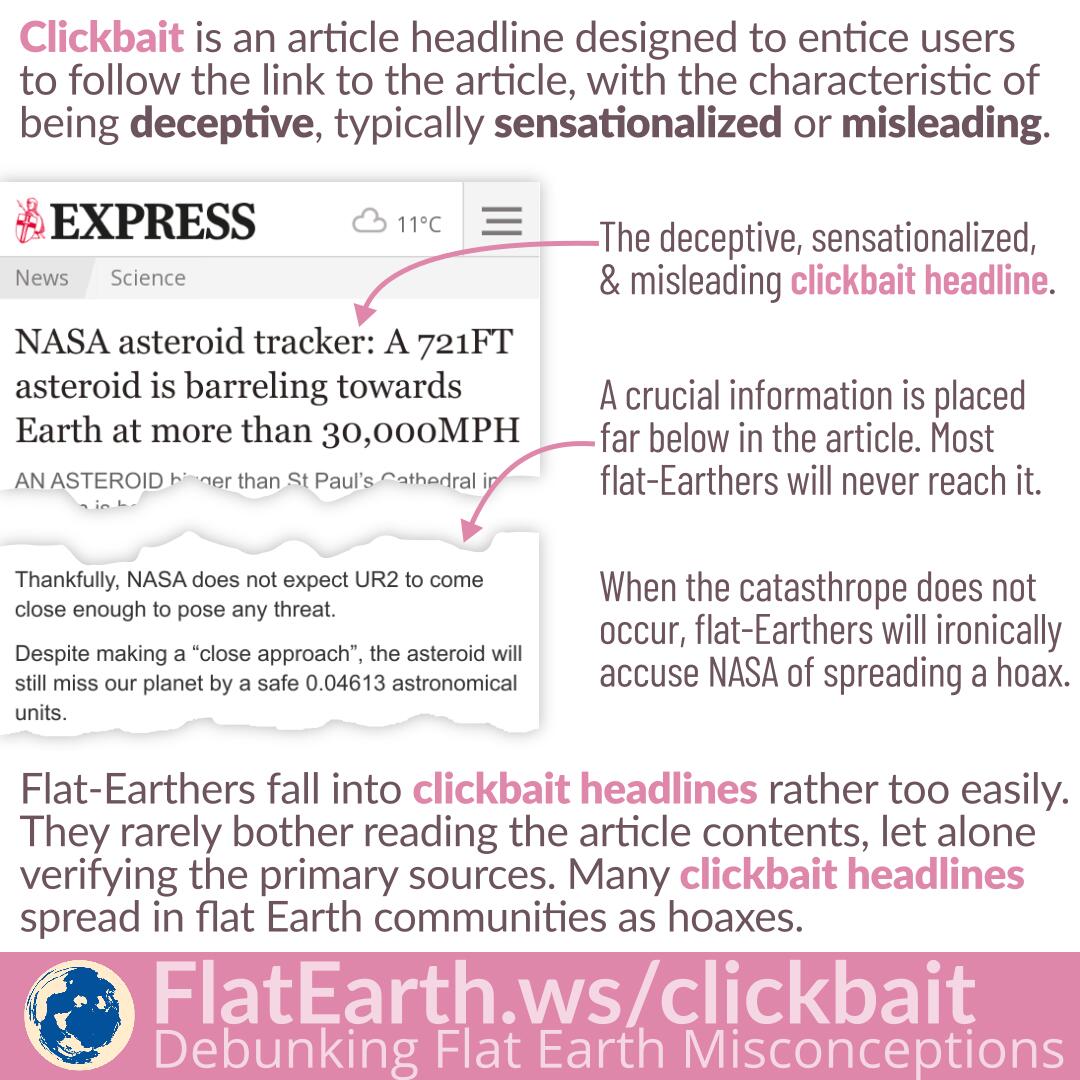 Clickbait is an article headline designed to entice users
to follow the link to the article, with the characteristic of
being deceptive, typically sensationalized or misleading.
EXPRESS
11°C
News
Science
The deceptive, sensationalized,
& misleading clickbait headline.
NASA asteroid tracker: A 721FT
asteroid is barreling towards
Earth at more than 30,000MPH
A crucial information is placed
far below in the article. Most
flat-Earthers will never reach it.
AN ASTEROID than St Paul's Cathedral in
Thankfully, NASA does not expect UR2 to come
close enough to pose any threat.
Despite making a “close approach”, the asteroid will
still miss our planet by a safe 0.04613 astronomical
units.
When the catasthrope does not
occur, flat-Earthers will ironically
accuse NASA of spreading a hoax.
Flat-Earthers fall into clickbait headlines rather too easily.
They rarely bother reading the article contents, let alone
verifying the primary sources. Many clickbait headlines
spread in flat Earth communities as hoaxes.
FlatEarth.ws/clickbait
Debunking Flat Earth Misconceptions